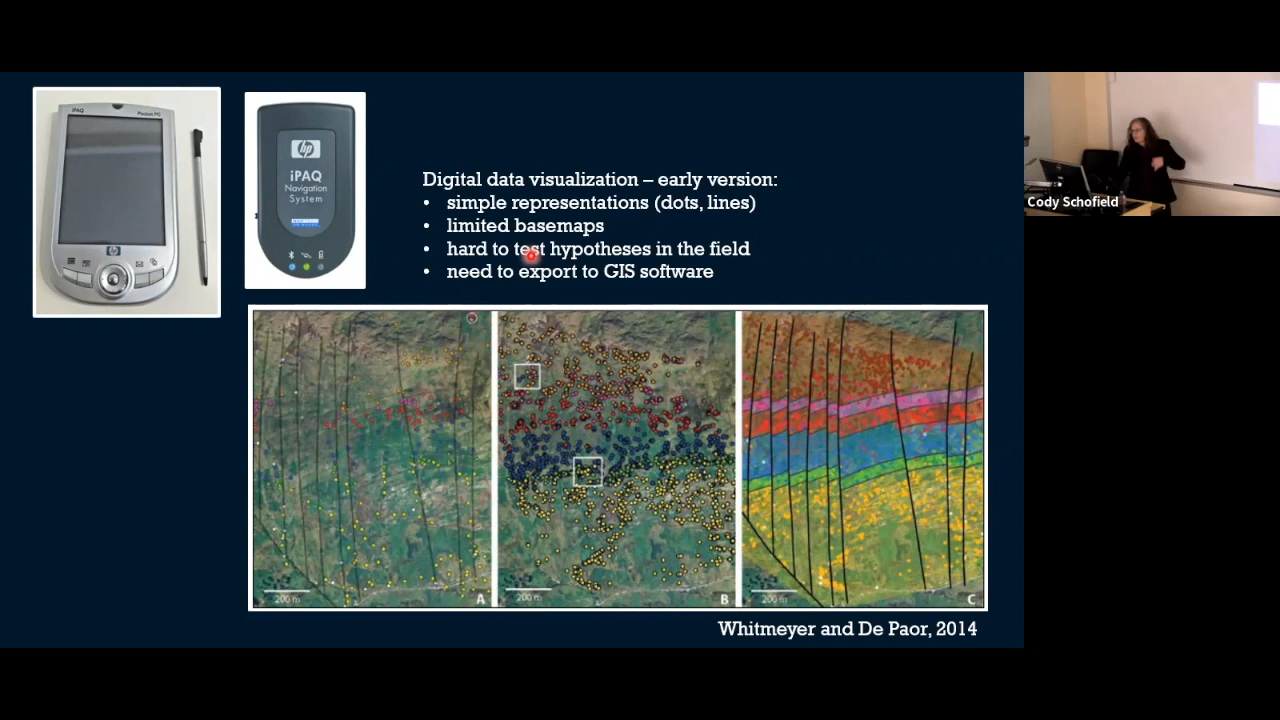 iPAQ
Pocket PC
hp
hp
iPAQ
Navigation
System
Digital data visualization – early version:
• simple representations (dots, lines)
• limited basemaps
• hard to test hypotheses in the field
• need to export to GIS software
200 m
A
200 m
B
200 m
C
Whitmeyer and De Paor, 2014
Cody Schofield